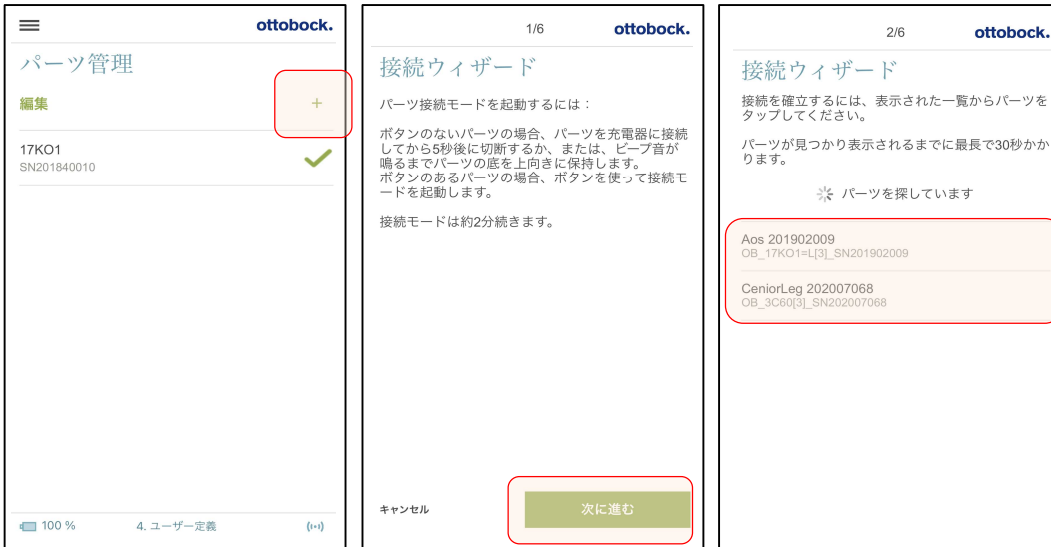 ottobock.
パーツ管理
編集
+
17KO1
SN201840010
100 %
4. ユーザー定義
1/6
ottobock.
接続ウィザード
パーツ接続モードを起動するには：
ボタンのないパーツの場合、パーツを充電器に接続
してから5秒後に切断するか、または、ビープ音が
鳴るまでパーツの底を上向きに保持します。
ボタンのあるパーツの場合、ボタンを使って接続モ
ードを起動します。
接続モードは約2分続きます。
キャンセル
次に進む
2/6
ottobock.
接続ウィザード
接続を確立するには、表示された一覧からパーツを
タップしてください。
パーツが見つかり表示されるまでに最長で30秒かか
ります。
パーツを探しています
Aos 201902009
OB_17KO1=L[3]_SN201902009
CeniorLeg 202007068
OB_3C60[3]_SN202007068